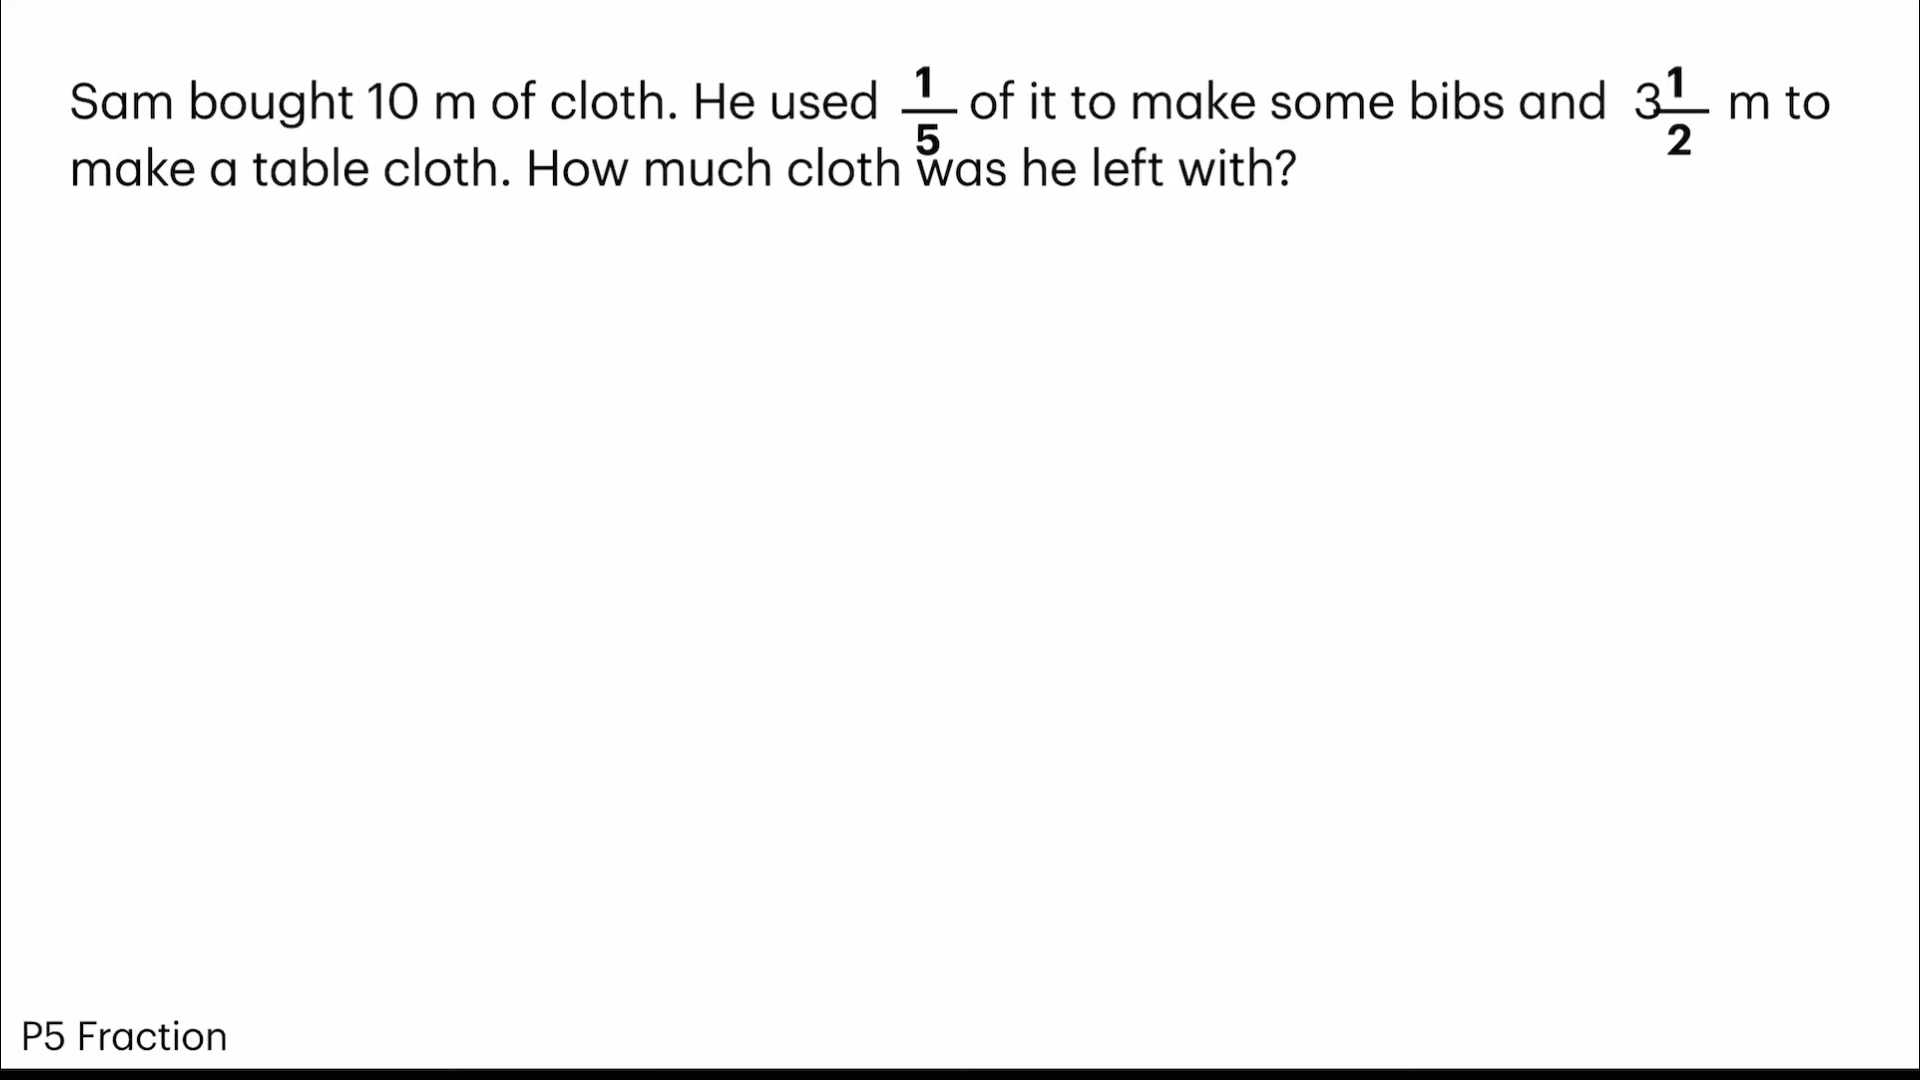 Sam bought 10 m of cloth. He used 1/5 of it to make some bibs and 3 1/2 m to
make a table cloth. How much cloth was he left with?
P5 Fraction